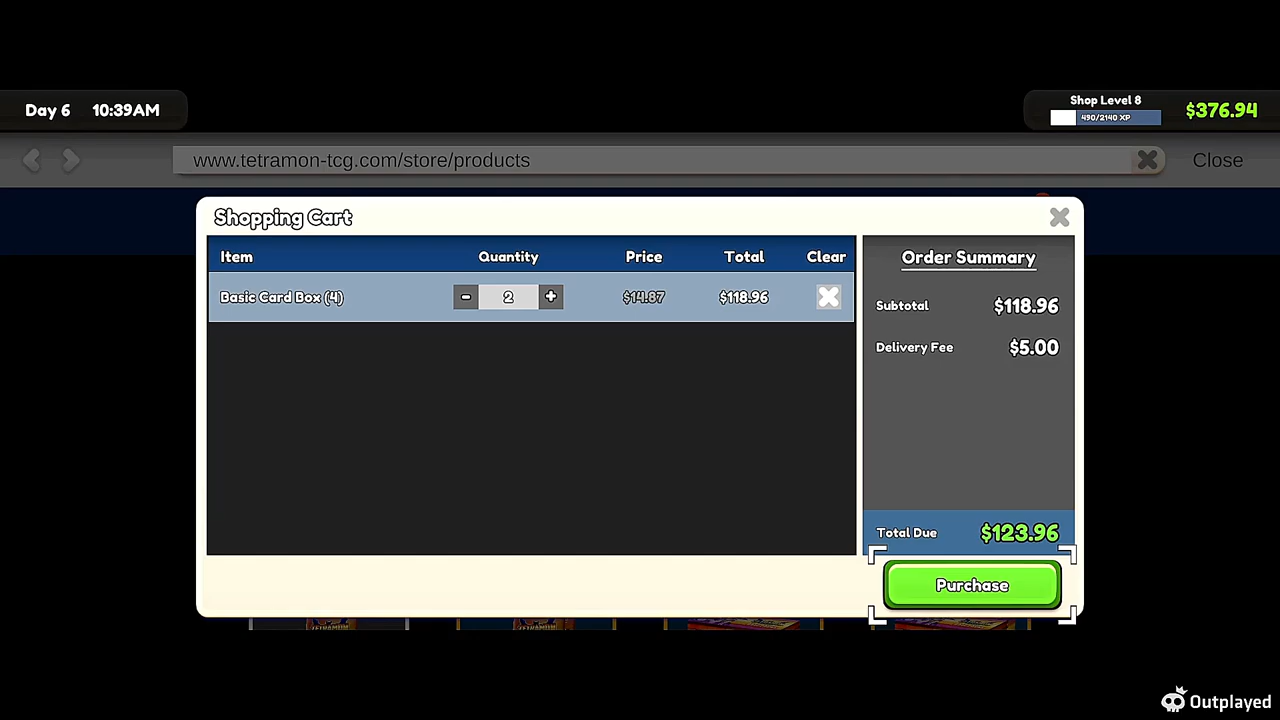 Day 6 10:39AM
Shop Level 8
490/2140 XP
$376.94
www.tetramon-tcg.com/store/products
Close
Shopping Cart
Item Quantity Price Total Clear
Basic Card Box (4) 2 $14.87 $118.96
Order Summary
Subtotal $118.96
Delivery Fee $5.00
Total Due $123.96
Purchase
Outplayed